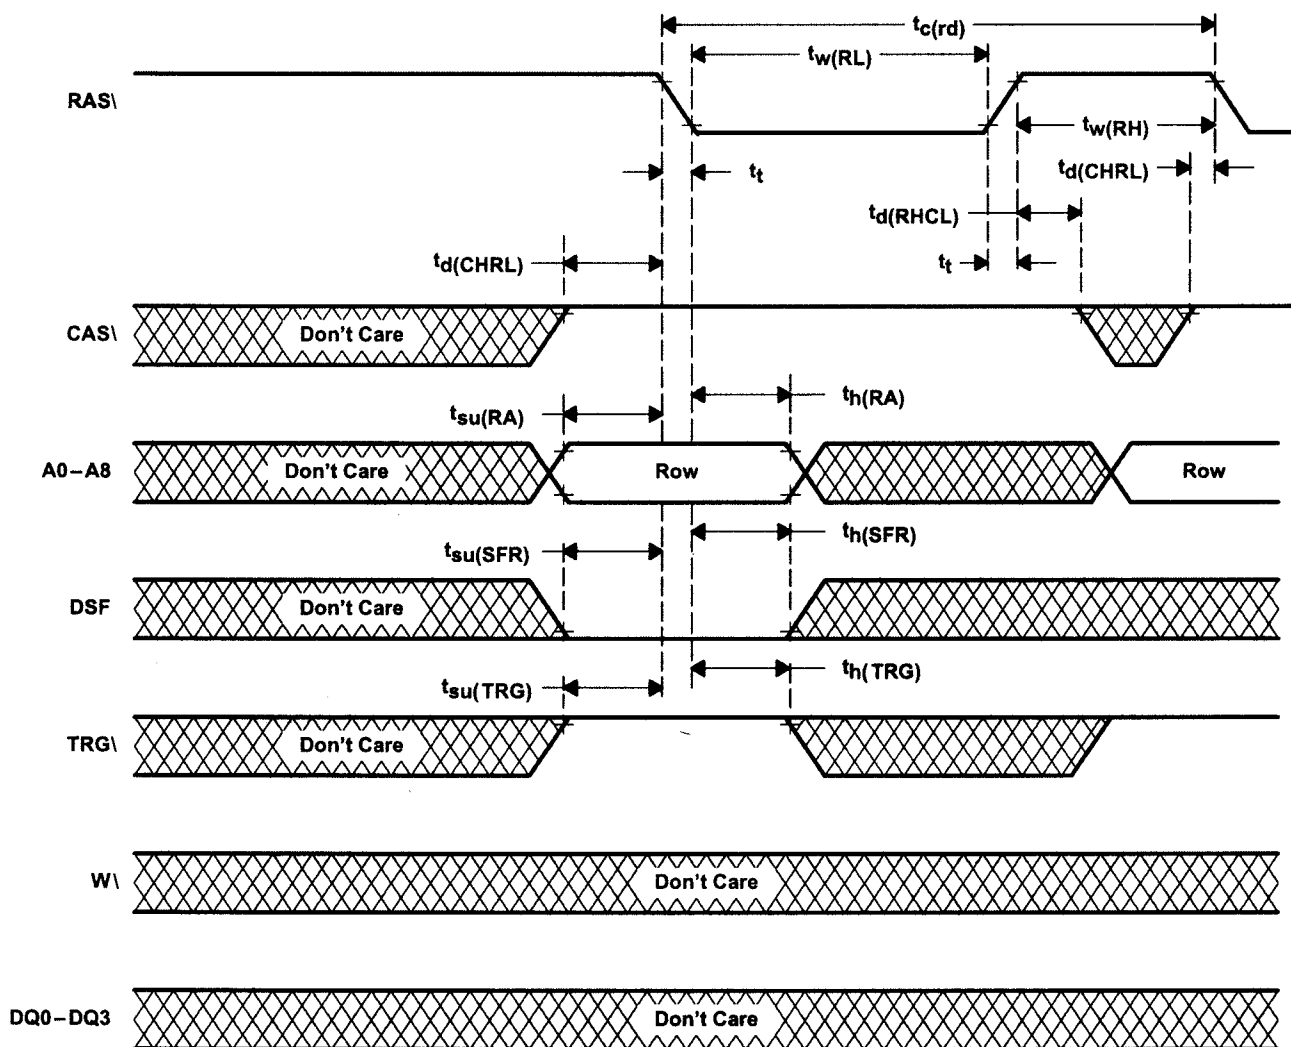 tc(rd)
tw(RL)
RAS\
tw(RH)
tt
td(CHRL)
td(RHCL)
td(CHRL)
tt
CAS\
Don't Care
tsu(RA)
th(RA)
A0–A8
Don't Care
Row
Row
tsu(SFR)
th(SFR)
DSF
Don't Care
tsu(TRG)
th(TRG)
TRG\
Don't Care
W\
Don't Care
DQ0–DQ3
Don't Care